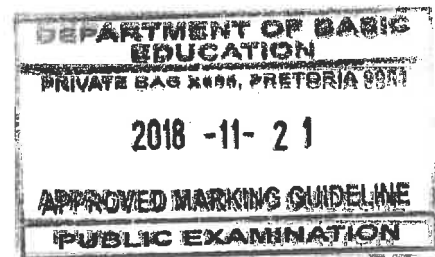 DEPARTMENT OF BASIC
EDUCATION
PRIVATE BAG PRETORIA
2018 -11- 21
APPROVED MARKING GUIDELINE
PUBLIC EXAMINATION